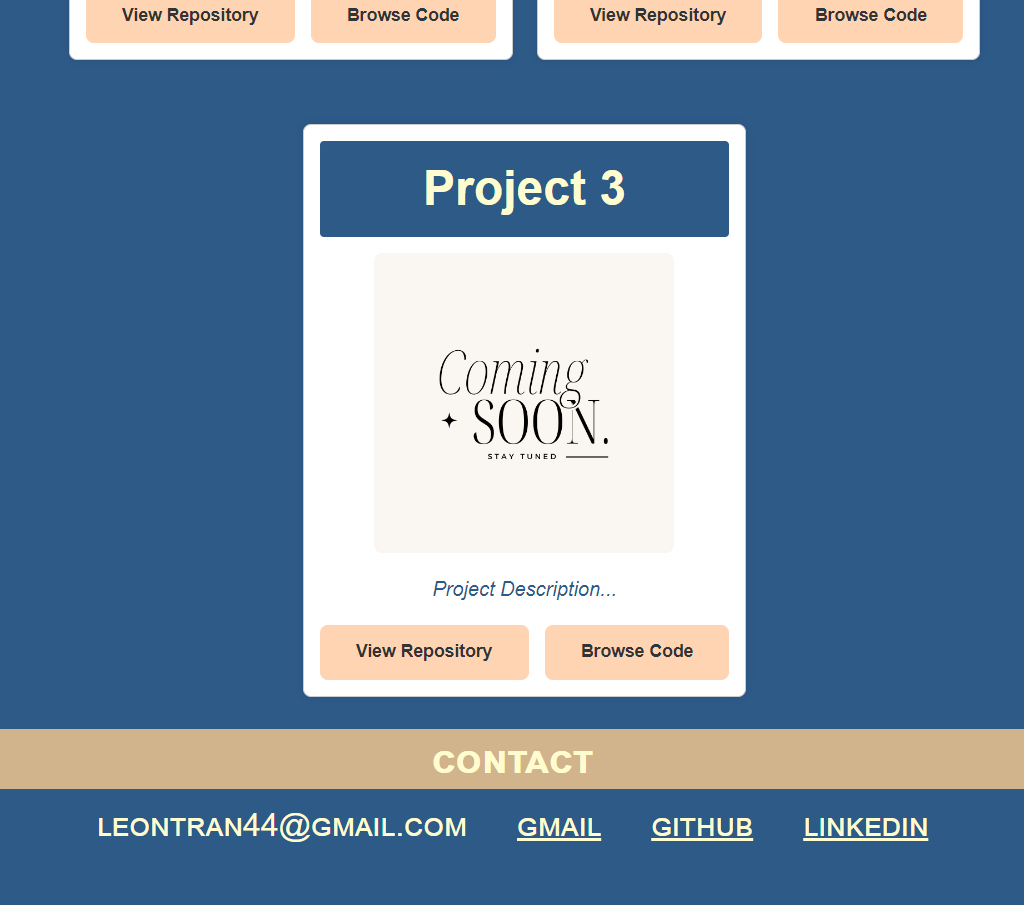 View Repository Browse Code View Repository Browse Code
Project 3
Coming
SOON.
STAY TUNED
Project Description...
View Repository Browse Code
CONTACT
LEONTRAN44@GMAIL.COM GMAIL GITHUB LINKEDIN